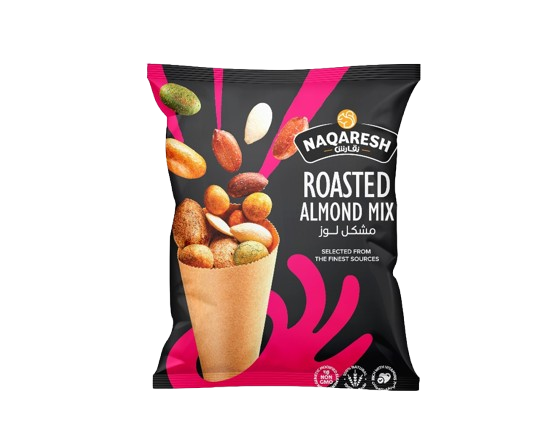 NAQARESH
نقارش
ROASTED
ALMOND MIX
مشكل لوز
SELECTED FROM
THE FINEST SOURCES
NON
GMO